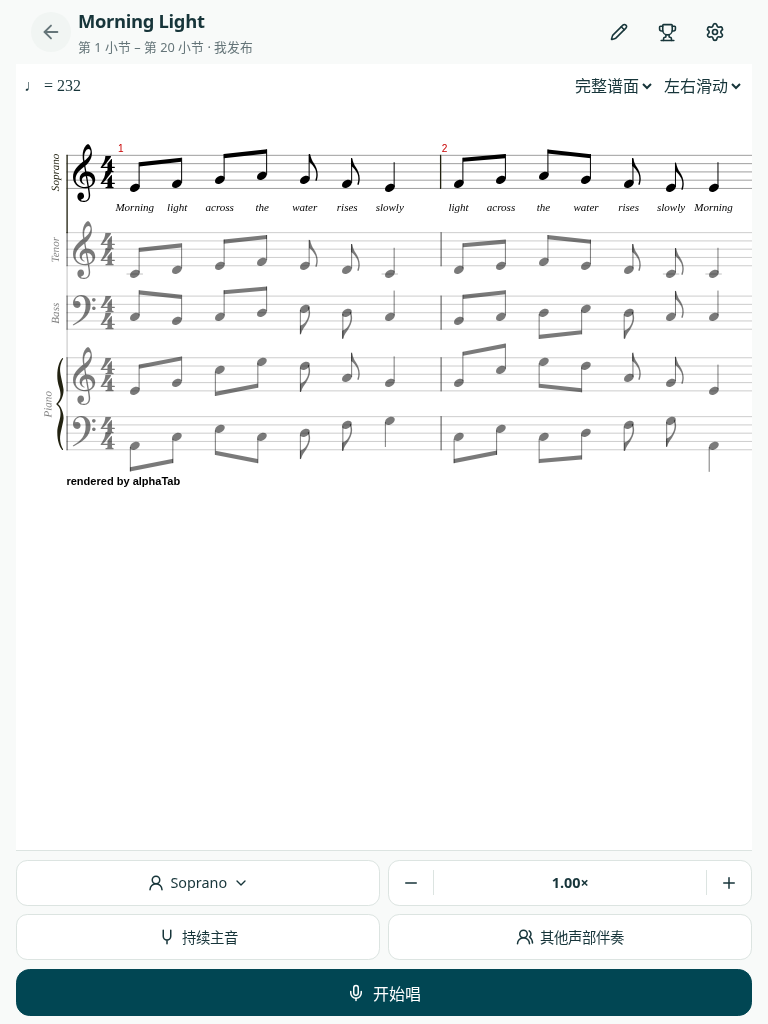 Morning Light
第 1 小节 – 第 20 小节 · 我发布
♩ = 232
完整谱面 左右滑动
1 2
Soprano
Morning light across the water rises slowly light across the water rises slowly Morning
Tenor
Bass
Piano
rendered by alphaTab
Soprano
1.00×
持续主音
其他声部伴奏
开始唱